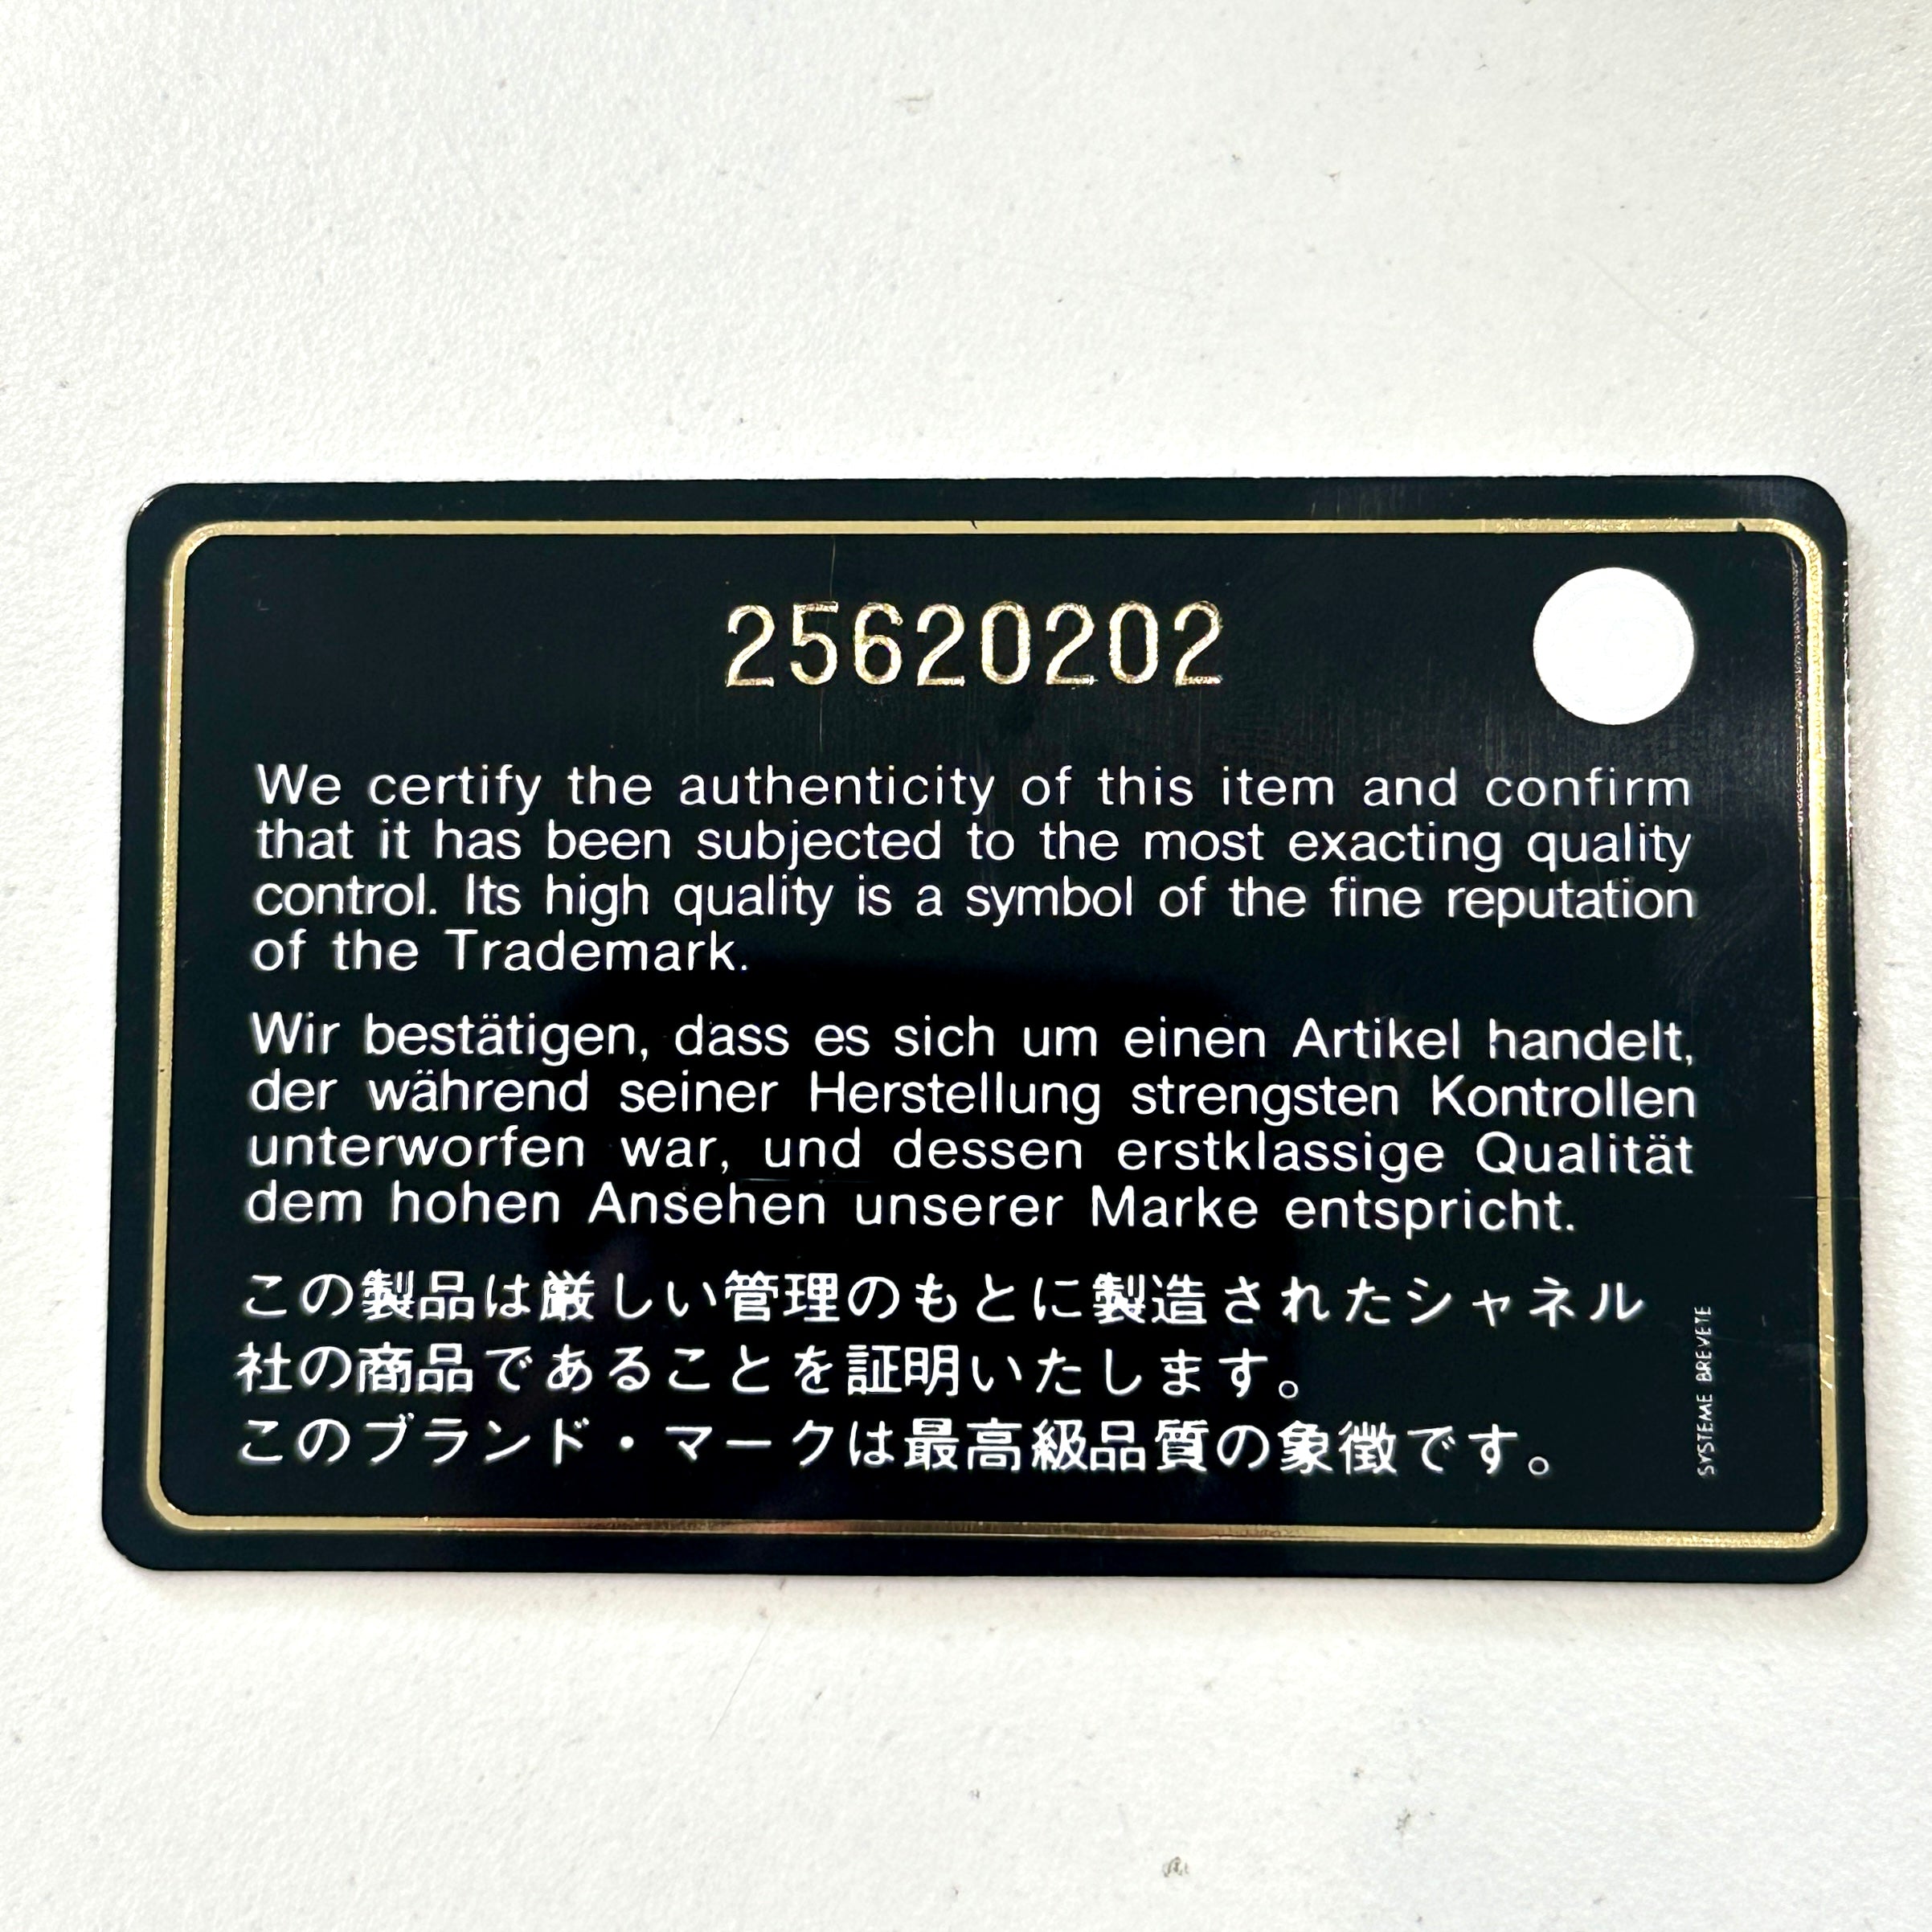 25620202
We certify the authenticity of this item and confirm
that it has been subjected to the most exacting quality
control. Its high quality is a symbol of the fine reputation
of the Trademark.
Wir bestätigen, dass es sich um einen Artikel handelt,
der während seiner Herstellung strengsten Kontrollen
unterworfen war, und dessen erstklassige Qualität
dem hohen Ansehen unserer Marke entspricht.
この製品は厳しい管理のもとに製造されたシャネル
社の商品であることを証明いたします。
このブランド・マークは最高級品質の象徴です。
SYSTEME BREVETE